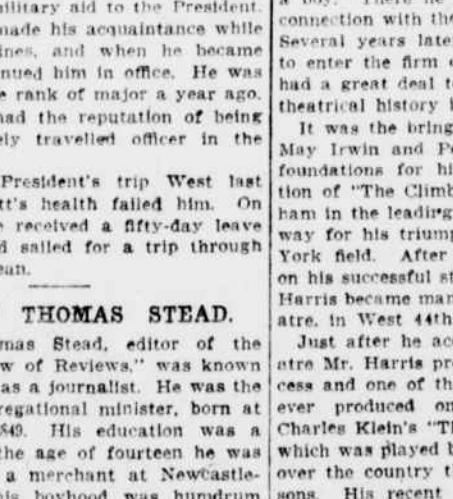 military aid to the President.
made his acquaintance while
ines, and when he became
nued him in office. He was
e rank of major a year ago.
had the reputation of being
ely travelled officer in the
President's trip West last
tt's health failed him. On
received a fifty-day leave
d sailed for a trip through
ean.
THOMAS STEAD.
mas Stead, editor of the
w of Reviews," was known
as a journalist. He was the
regational minister, born at
849. His education was a
the age of fourteen he was
a merchant at Newcastle-
his boyhood was humdrum
a boy. There he
connection with the
Several years later
to enter the firm
had a great deal t
theatrical history
It was the bring
May Irwin and Pe
foundations for hi
tion of "The Climb
ham in the leading
way for his trium
York field. After
on his successful st
Harris became man
atre, in West 44th
Just after he ac
atre Mr. Harris pr
cess and one of th
ever produced on
Charles Klein's "T
which was played b
over the country t
sons. His recent